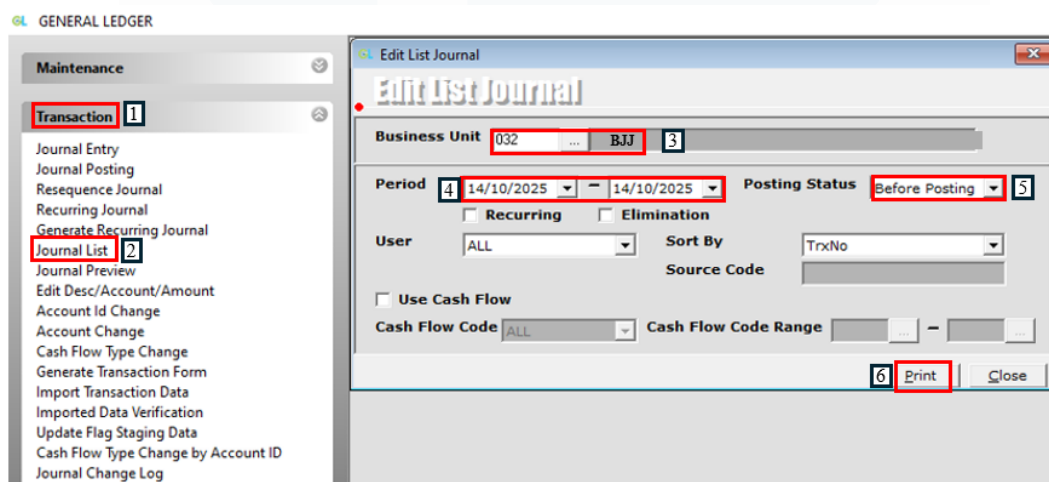 GL GENERAL LEDGER
Maintenance
Transaction 1
Journal Entry
Journal Posting
Resequence Journal
Recurring Journal
Generate Recurring Journal
Journal List 2
Journal Preview
Edit Desc/Account/Amount
Account Id Change
Account Change
Cash Flow Type Change
Generate Transaction Form
Import Transaction Data
Imported Data Verification
Update Flag Staging Data
Cash Flow Type Change by Account ID
Journal Change Log
GL Edit List Journal
Edit List Journal
Business Unit 032 ... BJJ 3
Period 4 14/10/2025 – 14/10/2025 Posting Status Before Posting 5
Recurring Elimination
User ALL Sort By TrxNo
Source Code
Use Cash Flow
Cash Flow Code ALL Cash Flow Code Range ... – ...
6 Print Close